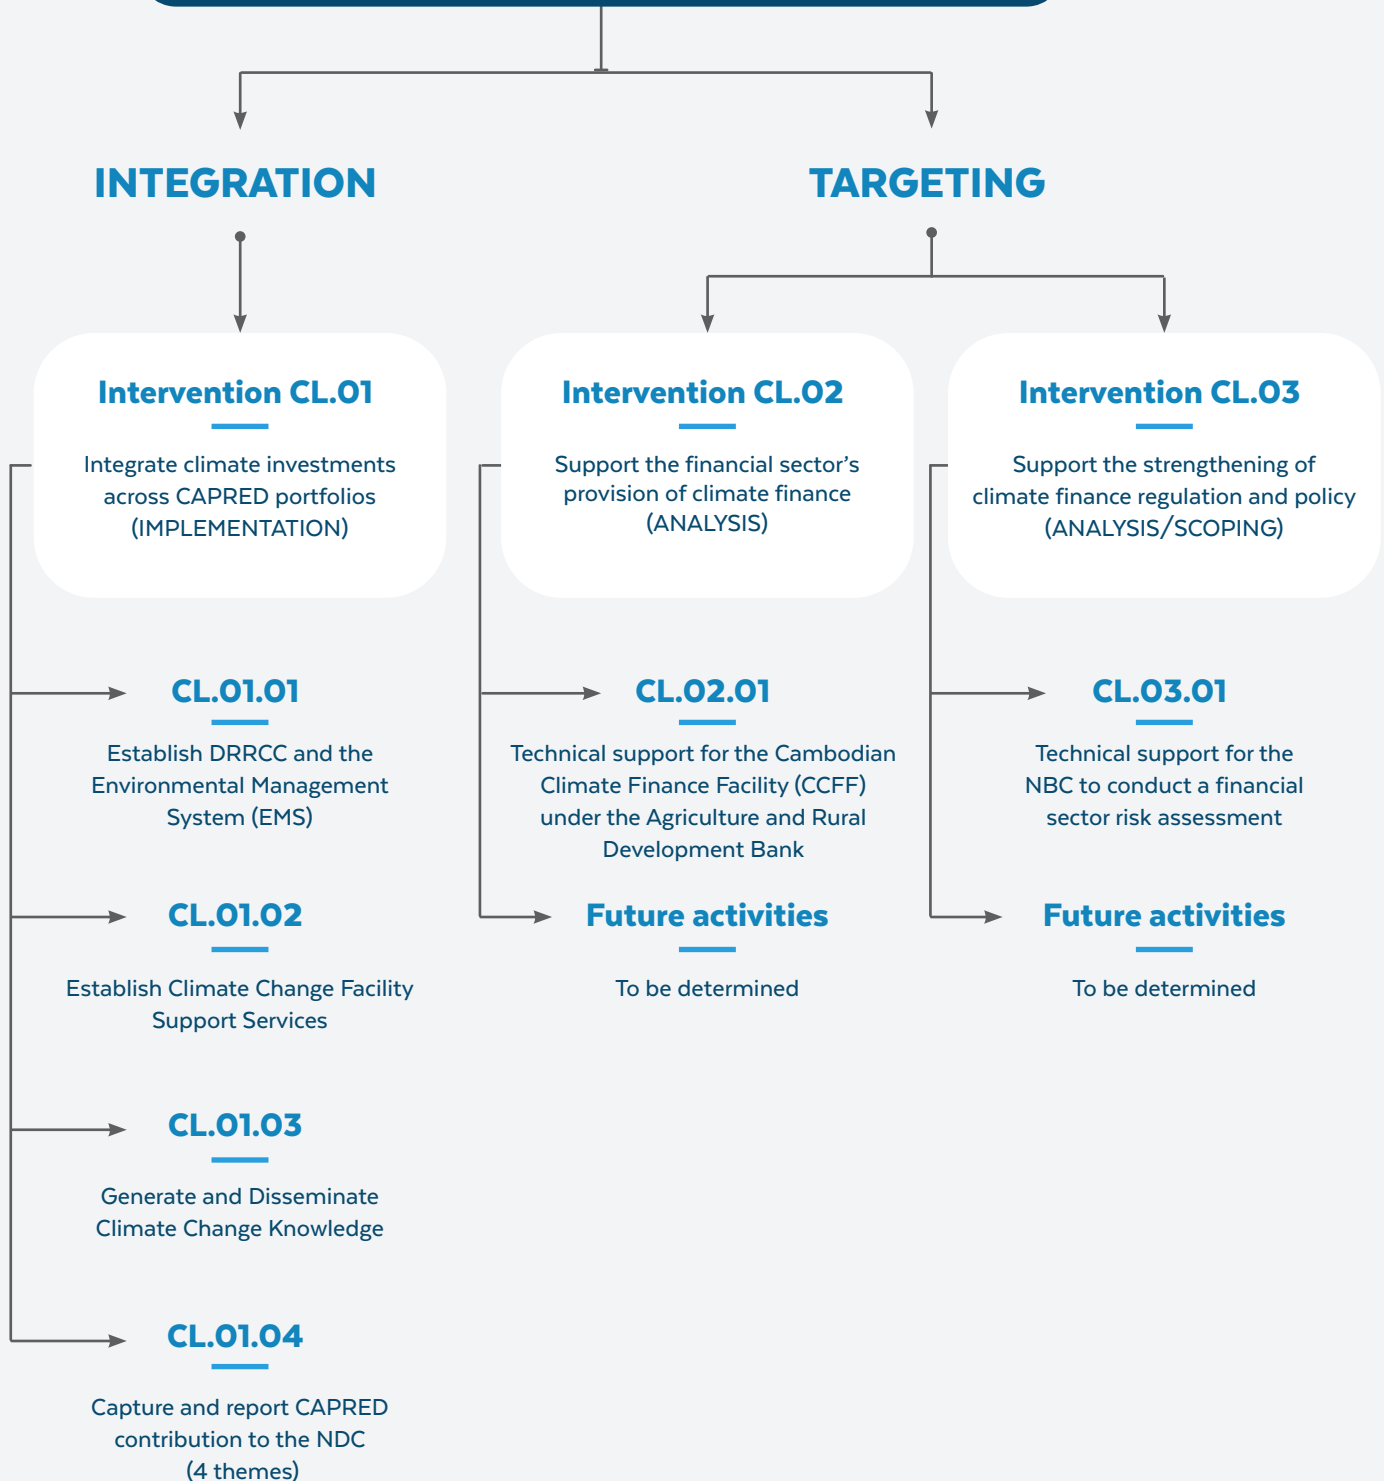 INTEGRATION
TARGETING
Intervention CL.01
Integrate climate investments
across CAPRED portfolios
(IMPLEMENTATION)
Intervention CL.02
Support the financial sector's
provision of climate finance
(ANALYSIS)
Intervention CL.03
Support the strengthening of
climate finance regulation and policy
(ANALYSIS/SCOPING)
CL.01.01
Establish DRRCC and the
Environmental Management
System (EMS)
CL.02.01
Technical support for the Cambodian
Climate Finance Facility (CCFF)
under the Agriculture and Rural
Development Bank
CL.03.01
Technical support for the
NBC to conduct a financial
sector risk assessment
CL.01.02
Establish Climate Change Facility
Support Services
Future activities
To be determined
Future activities
To be determined
CL.01.03
Generate and Disseminate
Climate Change Knowledge
CL.01.04
Capture and report CAPRED
contribution to the NDC
(4 themes)